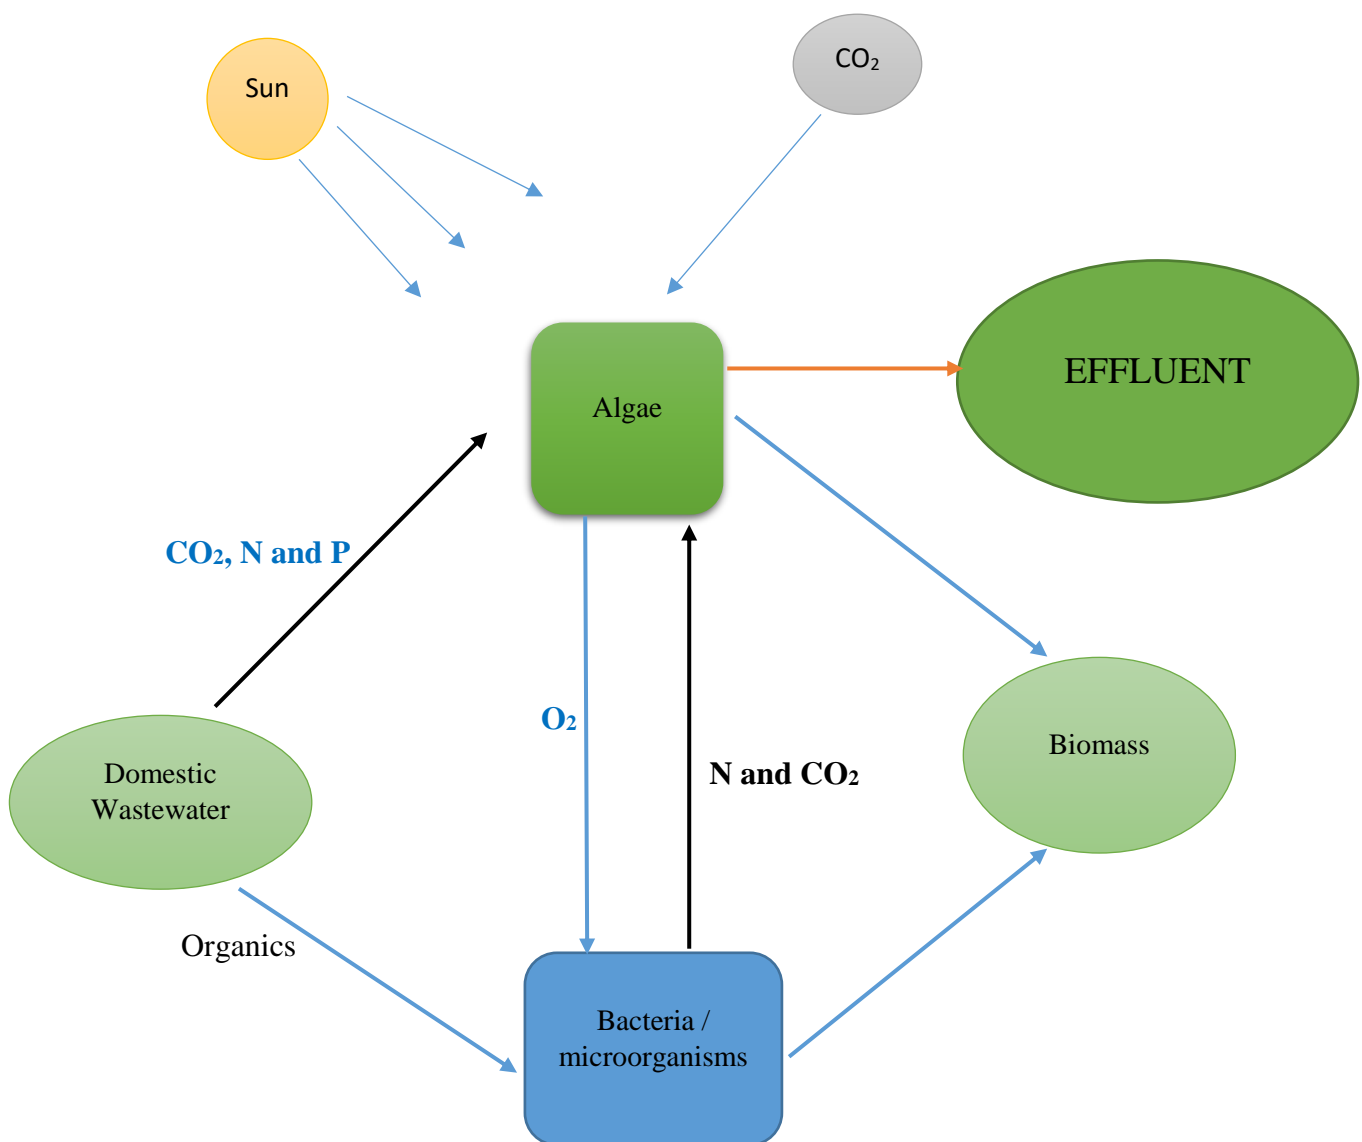 Sun
CO₂
EFFLUENT
Algae
CO₂, N and P
O₂
Biomass
N and CO₂
Domestic
Wastewater
Organics
Bacteria /
microorganisms